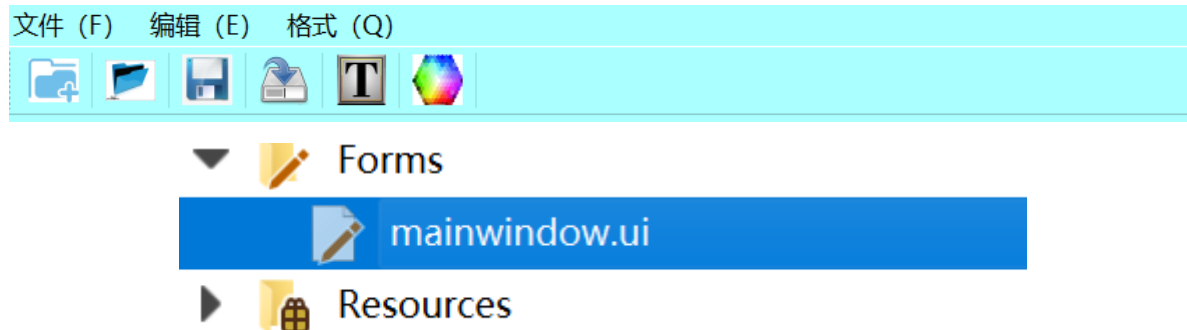 文件 (F) 编辑 (E) 格式 (Q)
T
Forms
mainwindow.ui
Resources